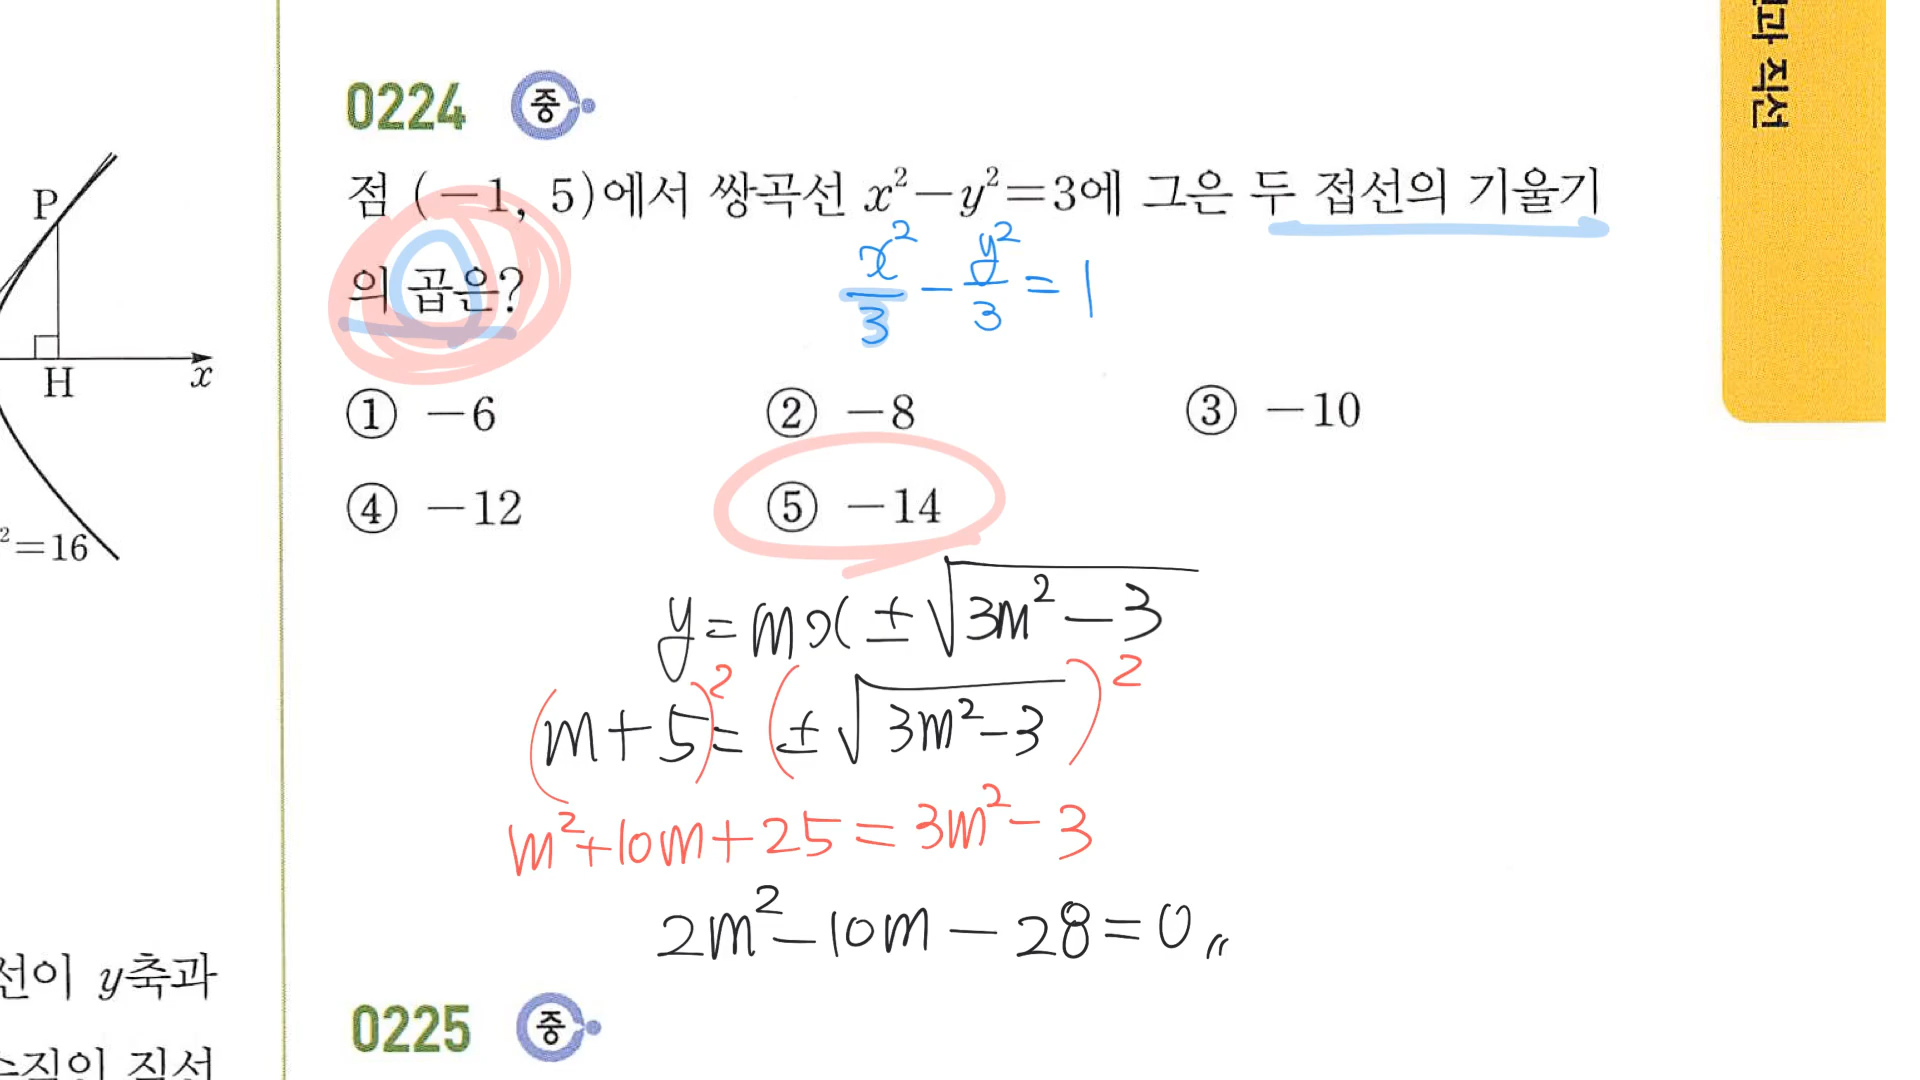 과 직선
0224 중
점 (−1, 5)에서 쌍곡선 x²−y²=3에 그은 두 접선의 기울기
의 곱은?
x²/3 − y²/3 = 1
① −6 ② −8 ③ −10
④ −12 ⑤ −14
y = mx ± √(3m² − 3)
(m+5)² = (± √(3m²−3))²
m²+10m+25 = 3m²−3
2m²−10m−28=0〃
0225 중
P
H x
²=16
선이 y축과
직선